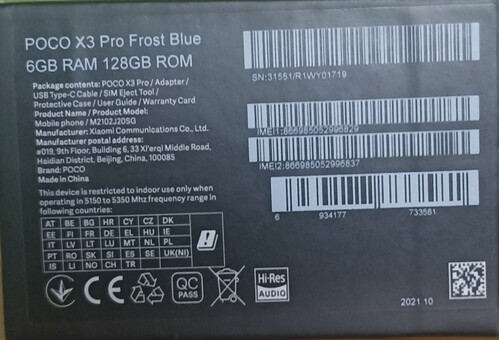 POCO X3 Pro Frost Blue
6GB RAM 128GB ROM
Package contents: POCO X3 Pro / Adapter /
USB Type-C Cable / SIM Eject Tool /
Protective Case / User Guide / Warranty Card
Product Name / Product Model:
Mobile phone / M2102J20SG
Manufacturer: Xiaomi Communications Co., Ltd.
Manufacturer postal address:
#019, 9th Floor, Building 6, 33 Xi'erqi Middle Road,
Haidian District, Beijing, China, 100085
Brand: POCO
Made in China
This device is restricted to indoor use only when
operating in 5150 to 5350 Mhz frequency range in
following countries:
AT BE BG HR CY CZ DK
EE FI FR DE EL HU IE
IT LV LT LU MT NL PL
PT RO SK SI ES SE UK(NI)
IS LI NO CH TR
CE
QC
PASS
Hi-Res
AUDIO
SN:31551/R1WY01719
IMEI1:866985052996829
IMEI2:866985052996837
6 934177 733561
2021 10